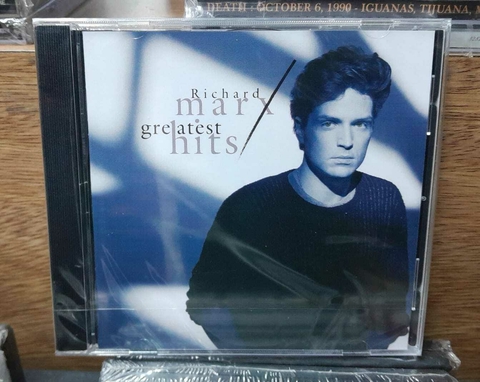 DEATH - OCTOBER 6, 1990 - IGUANAS, TIJUANA, M
Richard
marx
greatest
hits